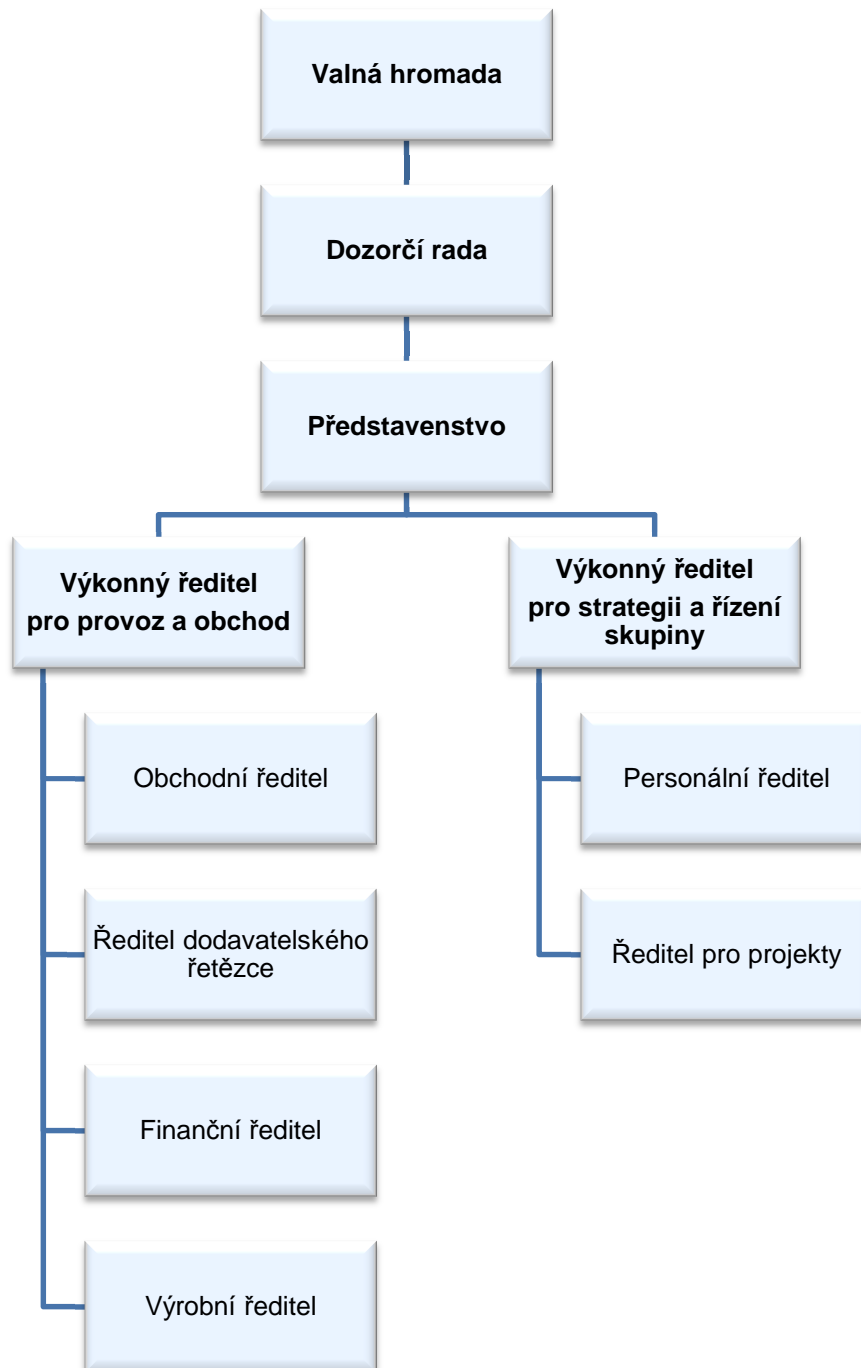 Valná hromada
Dozorčí rada
Představenstvo
Výkonný ředitel
pro provoz a obchod
Výkonný ředitel
pro strategii a řízení
skupiny
Obchodní ředitel
Personální ředitel
Ředitel dodavatelského
řetězce
Ředitel pro projekty
Finanční ředitel
Výrobní ředitel